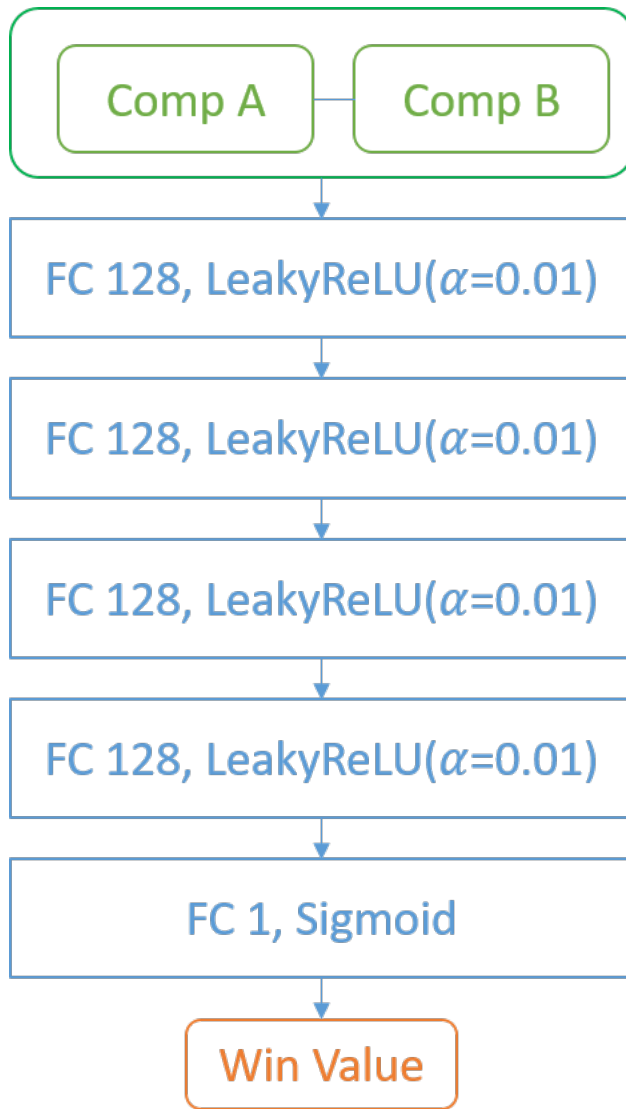 Comp A
Comp B
FC 128, LeakyReLU(α=0.01)
FC 128, LeakyReLU(α=0.01)
FC 128, LeakyReLU(α=0.01)
FC 128, LeakyReLU(α=0.01)
FC 1, Sigmoid
Win Value